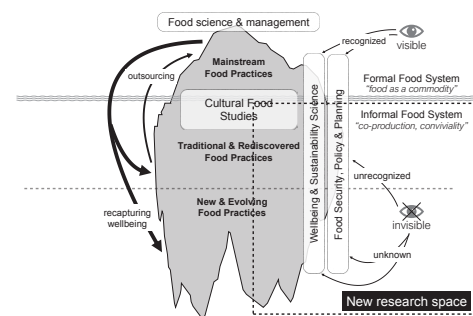 Food science & management
recognized
visible
Mainstream
Food Practices
outsourcing
Formal Food System
"food as a commodity"
Cultural Food
Studies
Informal Food System
"co-production, conviviality"
Traditional & Rediscovered
Food Practices
Wellbeing & Sustainability Science
Food Security, Policy & Planning
unrecognized
New & Evolving
Food Practices
recapturing
wellbeing
invisible
unknown
New research space